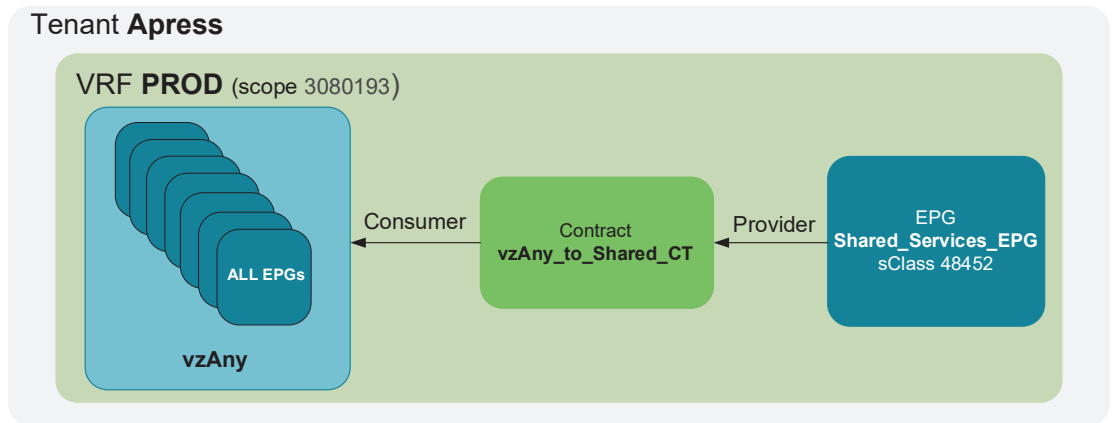 Tenant Apress
VRF PROD (scope 3080193)
ALL EPGs
vzAny
Consumer
Contract
vzAny_to_Shared_CT
Provider
EPG
Shared_Services_EPG
sClass 48452